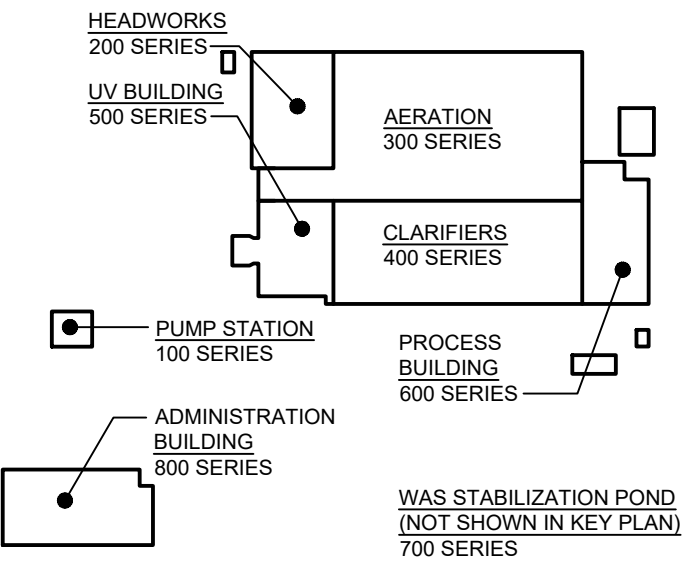 HEADWORKS
200 SERIES
UV BUILDING
500 SERIES
AERATION
300 SERIES
CLARIFIERS
400 SERIES
PUMP STATION
100 SERIES
PROCESS
BUILDING
600 SERIES
ADMINISTRATION
BUILDING
800 SERIES
WAS STABILIZATION POND
(NOT SHOWN IN KEY PLAN)
700 SERIES